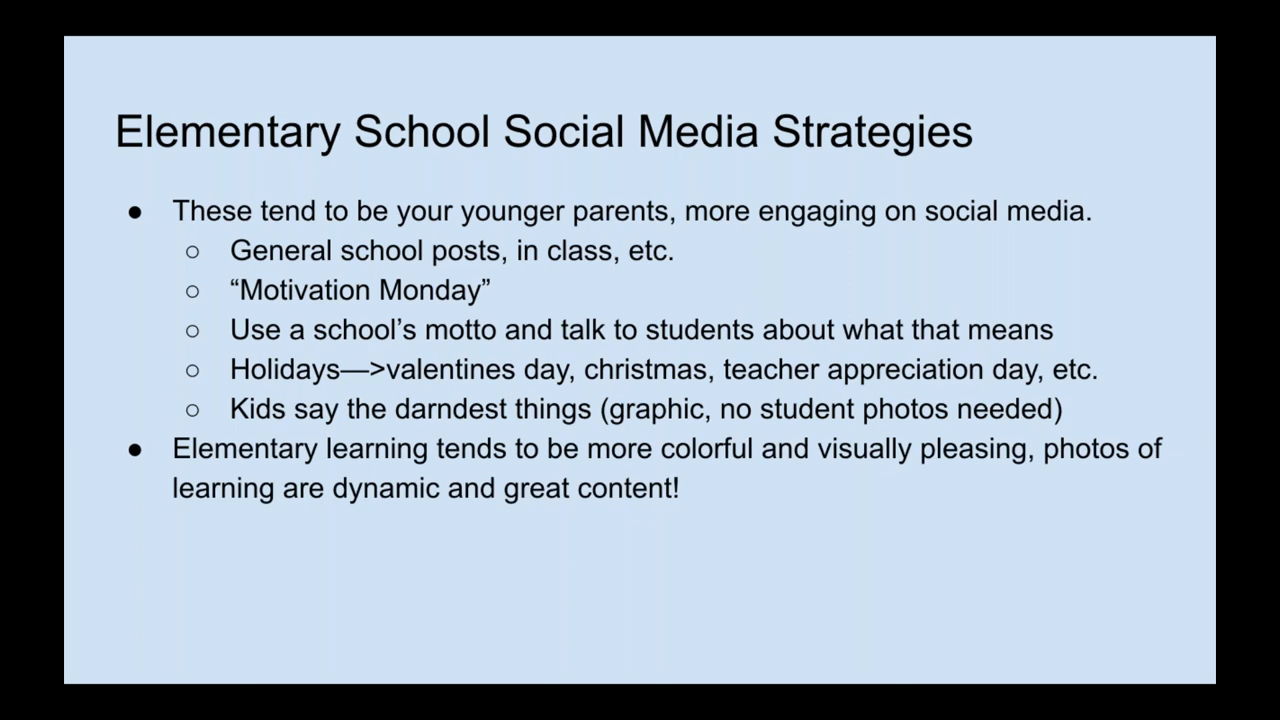 Elementary School Social Media Strategies
● These tend to be your younger parents, more engaging on social media.
○ General school posts, in class, etc.
○ “Motivation Monday”
○ Use a school’s motto and talk to students about what that means
○ Holidays—>valentines day, christmas, teacher appreciation day, etc.
○ Kids say the darndest things (graphic, no student photos needed)
● Elementary learning tends to be more colorful and visually pleasing, photos of
learning are dynamic and great content!